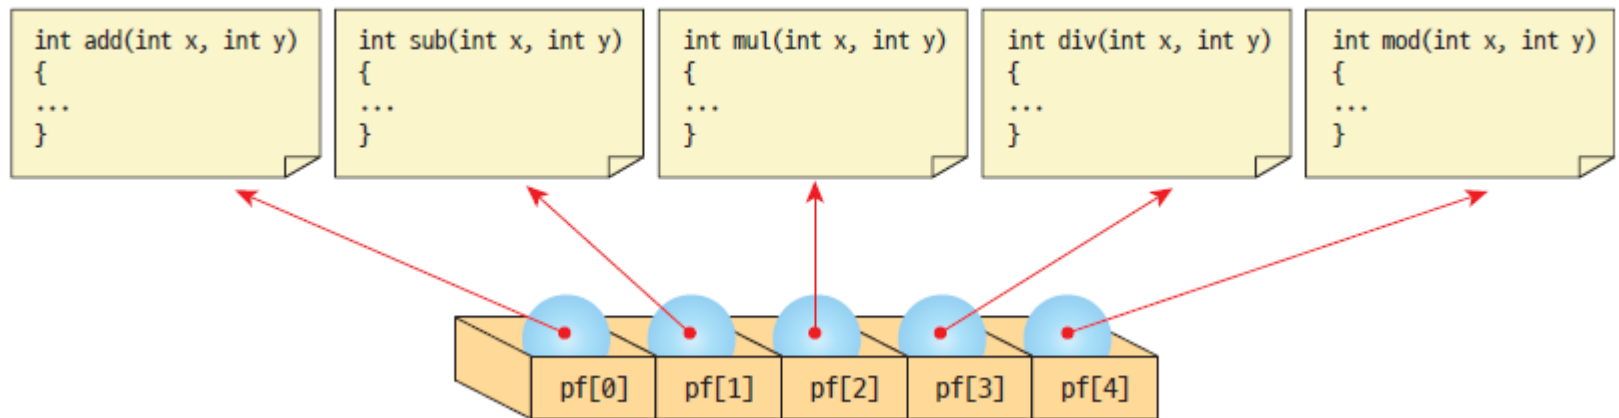 int add(int x, int y)
{
...
}
int sub(int x, int y)
{
...
}
int mul(int x, int y)
{
...
}
int div(int x, int y)
{
...
}
int mod(int x, int y)
{
...
}
pf[0]
pf[1]
pf[2]
pf[3]
pf[4]